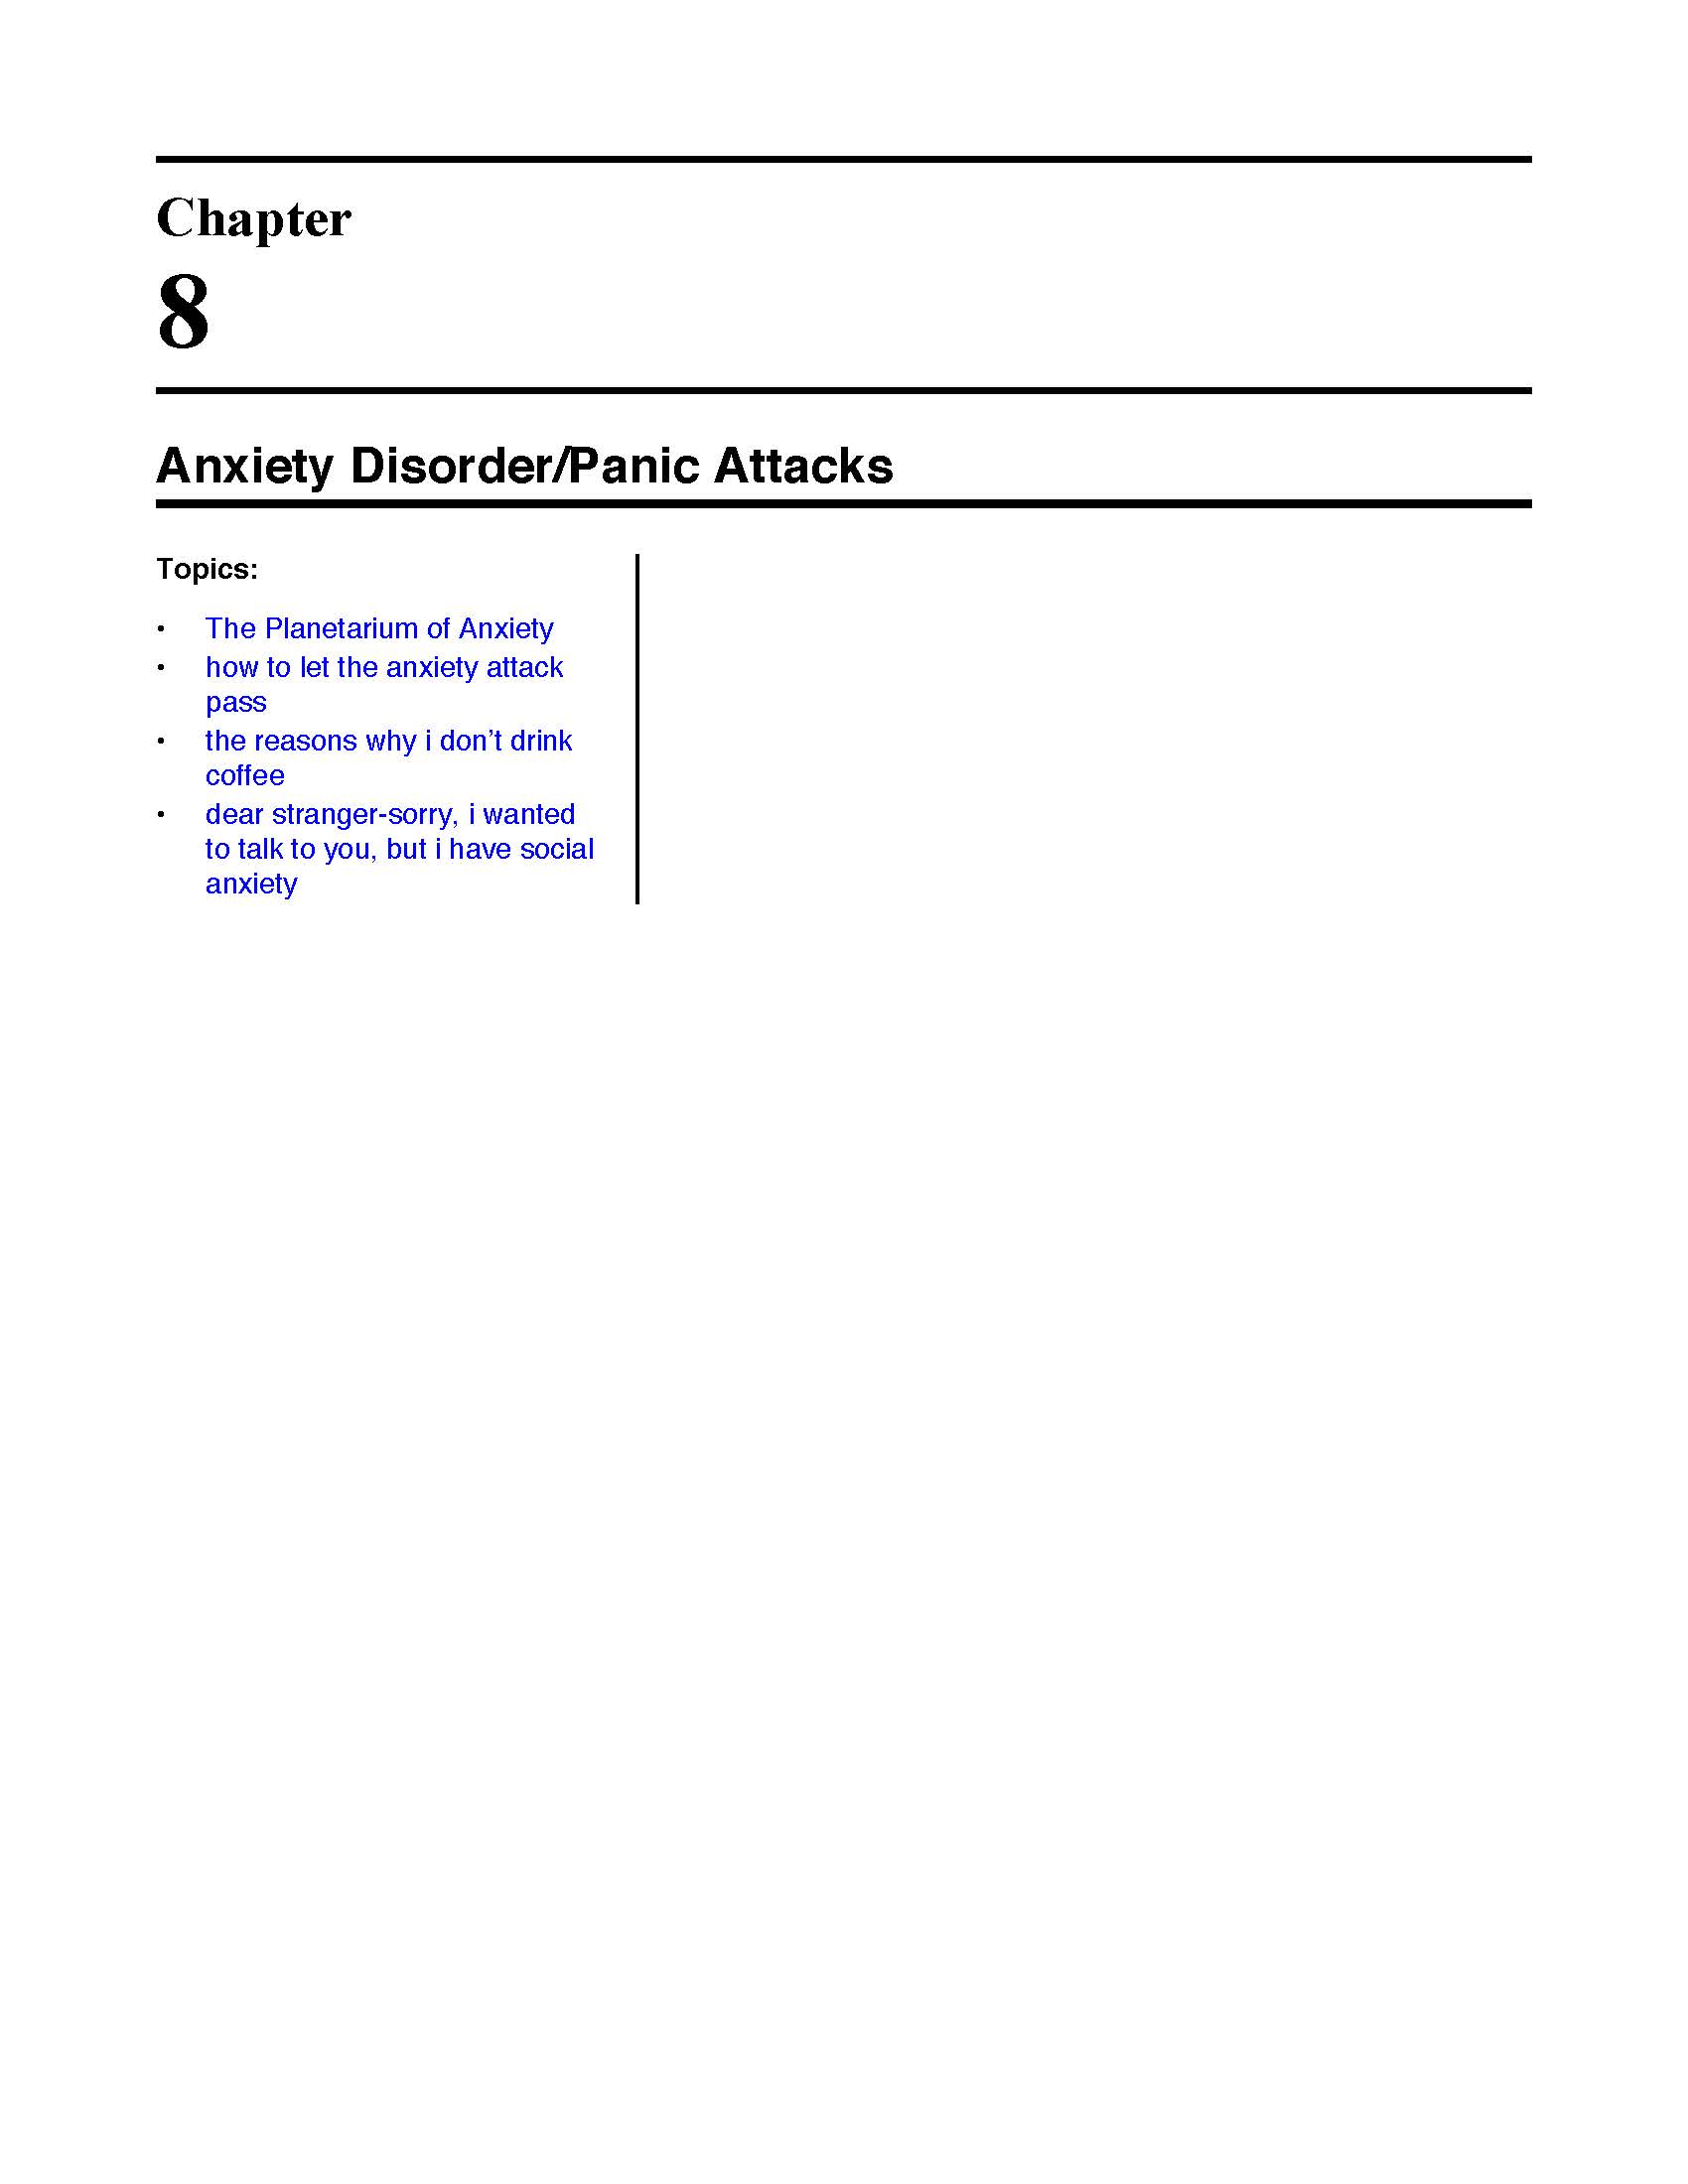 Chapter
8
Anxiety Disorder/Panic Attacks
Topics:
• The Planetarium of Anxiety
• how to let the anxiety attack
pass
• the reasons why i don’t drink
coffee
• dear stranger-sorry, i wanted
to talk to you, but i have social
anxiety